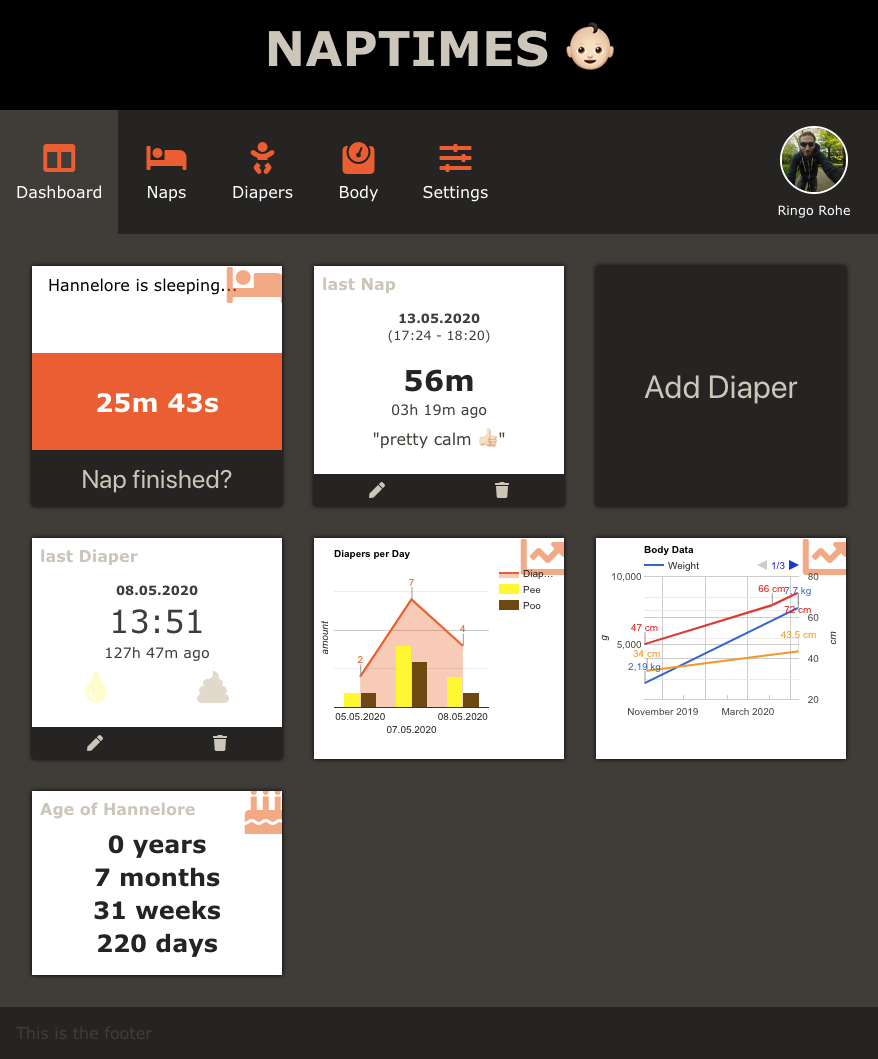 NAPTIMES
Dashboard
Naps
Diapers
Body
Settings
Ringo Rohe
Hannelore is sleeping...
25m 43s
Nap finished?
last Nap
13.05.2020
(17:24 - 18:20)
56m
03h 19m ago
"pretty calm 👍🏻"
Add Diaper
last Diaper
08.05.2020
13:51
127h 47m ago
Diapers per Day
Diap...
Pee
Poo
amount
2
7
4
05.05.2020
07.05.2020
08.05.2020
Body Data
Weight
1/3
10,000
5,000
g
80
60
40
20
cm
66 cm
7,7 kg
72 cm
47 cm
43.5 cm
34 cm
2,19 kg
November 2019
March 2020
Age of Hannelore
0 years
7 months
31 weeks
220 days
This is the footer